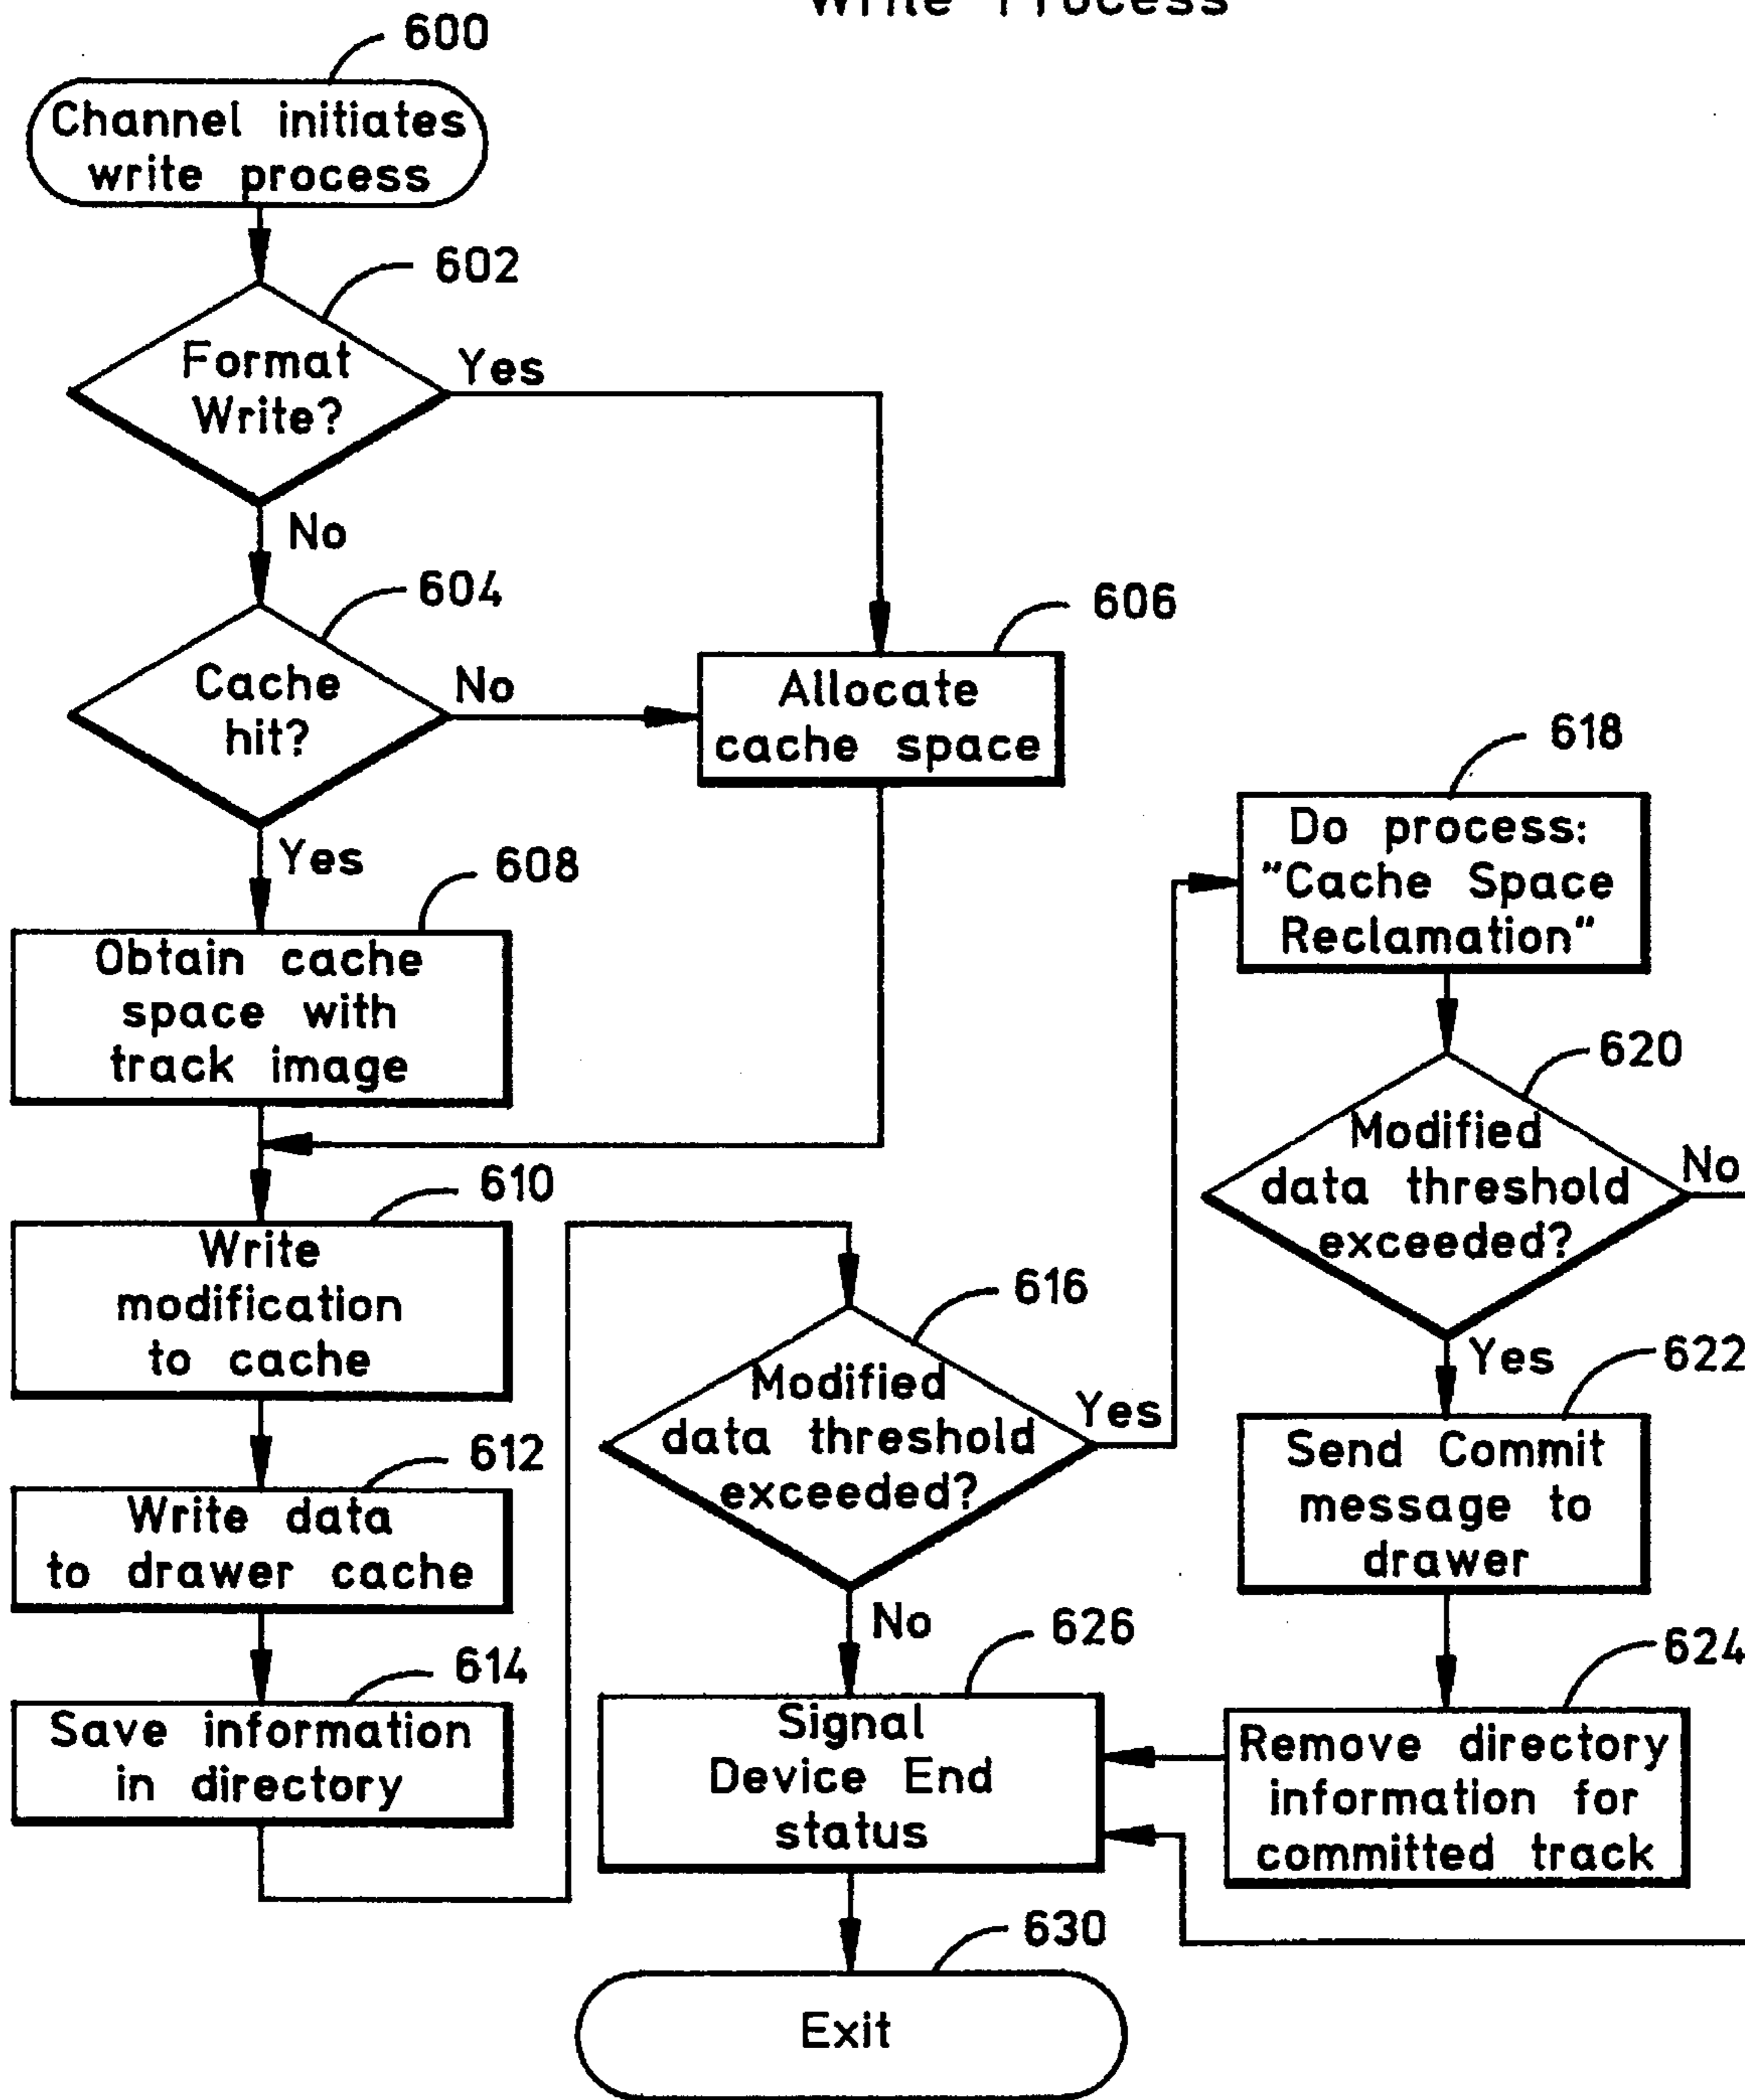 Write Process
600
Channel initiates
write process
602
Format
Write?
Yes
No
604
Cache
hit?
No
Yes
606
Allocate
cache space
608
Obtain cache
space with
track image
610
Write
modification
to cache
612
Write data
to drawer cache
614
Save information
in directory
616
Modified
data threshold
exceeded?
Yes
No
618
Do process:
"Cache Space
Reclamation"
620
Modified
data threshold
exceeded?
No
Yes
622
Send Commit
message to
drawer
624
Remove directory
information for
committed track
626
Signal
Device End
status
630
Exit